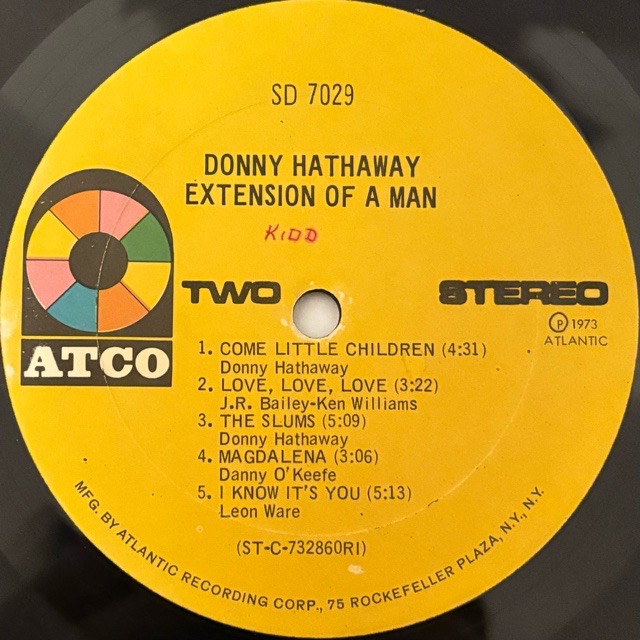 SD 7029
DONNY HATHAWAY
EXTENSION OF A MAN
KIDD
TWO
STEREO
Ⓟ 1973
ATLANTIC
ATCO
1. COME LITTLE CHILDREN (4:31)
Donny Hathaway
2. LOVE, LOVE, LOVE (3:22)
J.R. Bailey-Ken Williams
3. THE SLUMS (5:09)
Donny Hathaway
4. MAGDALENA (3:06)
Danny O'Keefe
5. I KNOW IT'S YOU (5:13)
Leon Ware
(ST-C-732860RI)
MFG. BY ATLANTIC RECORDING CORP., 75 ROCKEFELLER PLAZA, N.Y., N.Y.